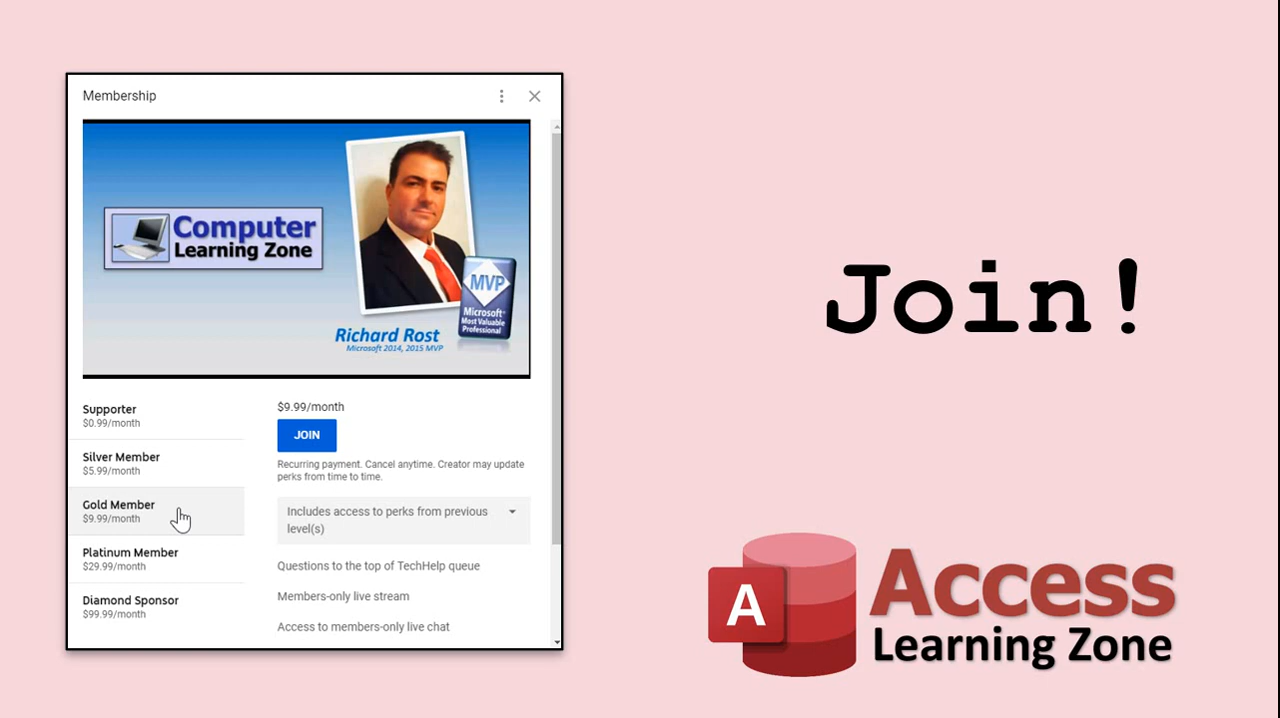 Membership
Computer
Learning Zone
MVP
Microsoft®
Most Valuable
Professional
Richard Rost
Microsoft 2014, 2015 MVP
Supporter
$0.99/month
Silver Member
$5.99/month
Gold Member
$9.99/month
Platinum Member
$29.99/month
Diamond Sponsor
$99.99/month
$9.99/month
JOIN
Recurring payment. Cancel anytime. Creator may update
perks from time to time.
Includes access to perks from previous
level(s)
Questions to the top of TechHelp queue
Members-only live stream
Access to members-only live chat
Join!
A
Access
Learning Zone